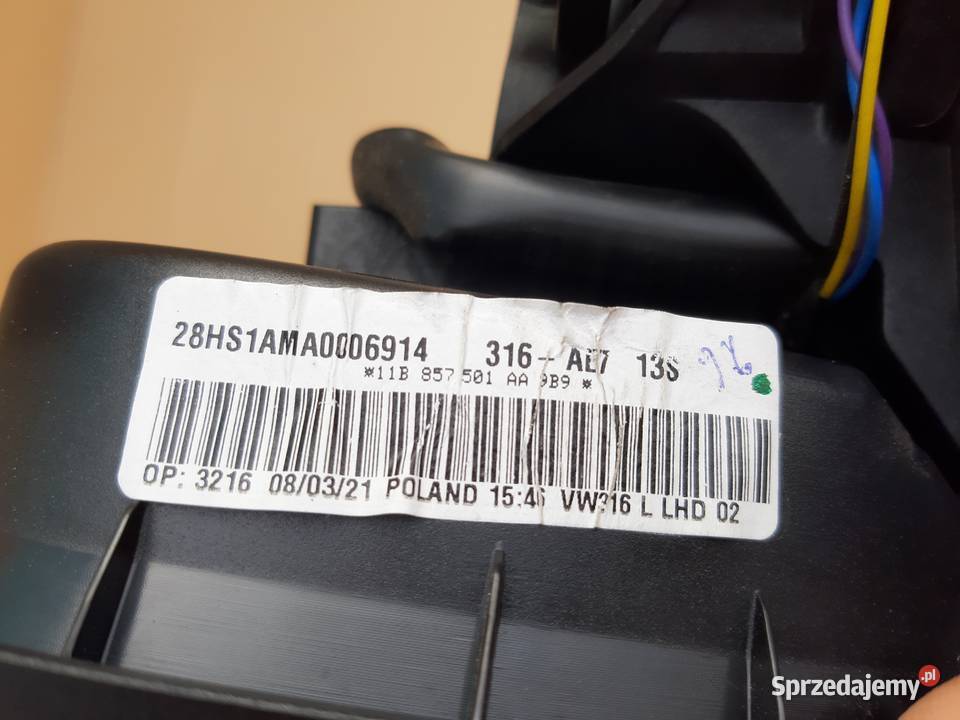 28HS1AMA0006914 316- AE7 13S
*11B 857 501 AA 9B9 *
OP: 3216 08/03/21 POLAND 15:46 VW316 L LHD 02
Sprzedajemy.pl